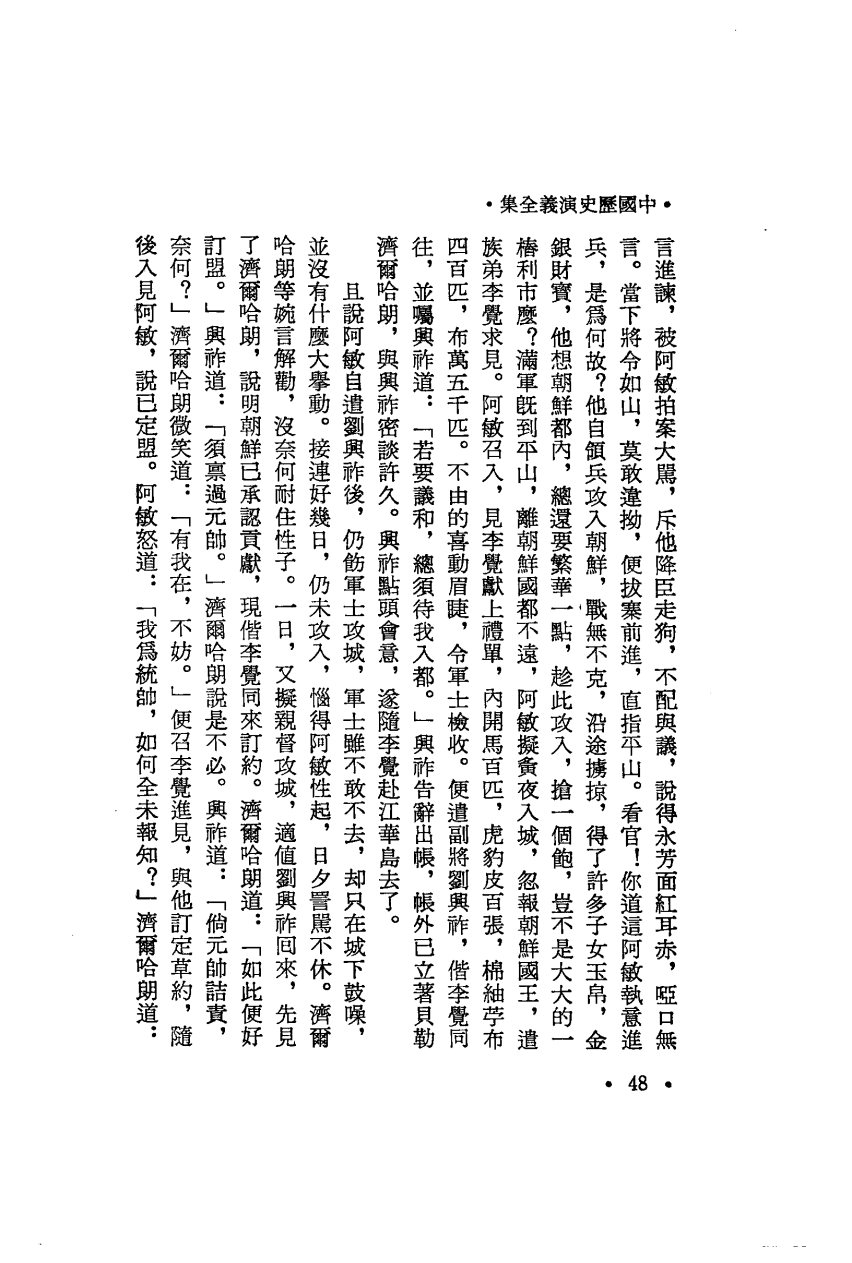 •中國歷史演義全集•
言進諫，被阿敏拍案大罵，斥他降臣走狗，不配與議，說得永芳面紅耳赤，啞口無
言。當下將令如山，莫敢違拗，便拔寨前進，直指平山。看官！你道這阿敏執意進
兵，是爲何故？他自領兵攻入朝鮮，戰無不克，沿途擄掠，得了許多子女玉帛，金
銀財寶，他想朝鮮都內，總還要繁華一點，趁此攻入，搶一個飽，豈不是大大的一
樁利市麼？滿軍既到平山，離朝鮮國都不遠，阿敏擬夤夜入城，忽報朝鮮國王，遣
族弟李覺求見。阿敏召入，見李覺獻上禮單，內開馬百匹，虎豹皮百張，棉紬苧布
四百匹，布萬五千匹。不由的喜動眉睫，令軍士檢收。便遣副將劉興祚，偕李覺同
往，並囑興祚道：「若要議和，總須待我入都。」興祚告辭出帳，帳外已立著貝勒
濟爾哈朗，與興祚密談許久。興祚點頭會意，遂隨李覺赴江華島去了。
且說阿敏自遣劉興祚後，仍飭軍士攻城，軍士雖不敢不去，却只在城下鼓噪，
並沒有什麼大擧動。接連好幾日，仍未攻入，惱得阿敏性起，日夕詈罵不休。濟爾
哈朗等婉言解勸，沒奈何耐住性子。一日，又擬親督攻城，適值劉興祚回來，先見
了濟爾哈朗，說明朝鮮已承認貢獻，現偕李覺同來訂約。濟爾哈朗道：「如此便好
訂盟。」興祚道：「須禀過元帥。」濟爾哈朗說是不必。興祚道：「倘元帥詰責，
奈何？」濟爾哈朗微笑道：「有我在，不妨。」便召李覺進見，與他訂定草約，隨
後入見阿敏，說已定盟。阿敏怒道：「我爲統帥，如何全未報知？」濟爾哈朗道：
• 48 •